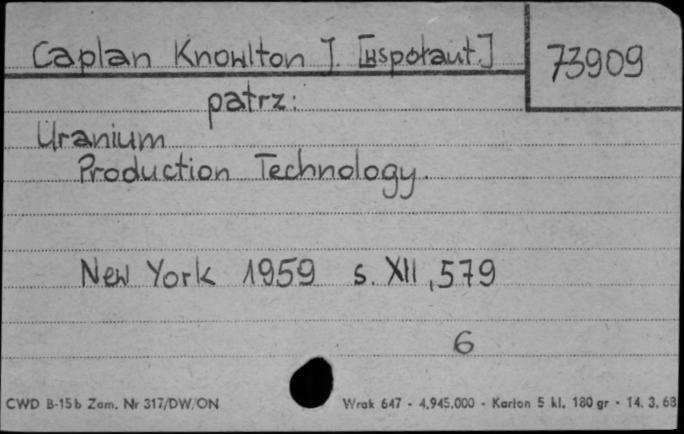 Caplan Knowlton J. [wspołaut.]
73909
patrz:
Uranium
Production Technology.
New York 1959 s. XII, 579
6
CWD B-15b Zam. Nr 317/DW/ON
Wrak 647 - 4.945.000 - Karton 5 kl. 180 gr - 14. 3. 68